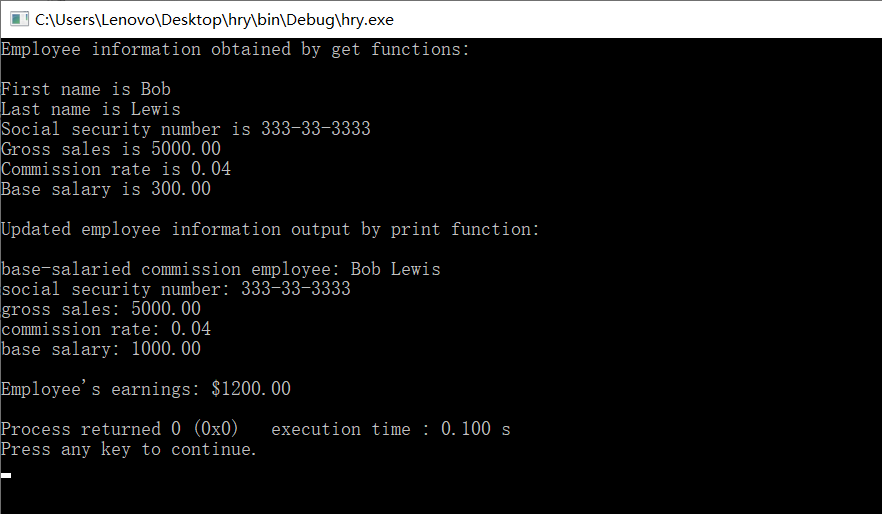 C:\Users\Lenovo\Desktop\hry\bin\Debug\hry.exe
Employee information obtained by get functions:
First name is Bob
Last name is Lewis
Social security number is 333-33-3333
Gross sales is 5000.00
Commission rate is 0.04
Base salary is 300.00
Updated employee information output by print function:
base-salaried commission employee: Bob Lewis
social security number: 333-33-3333
gross sales: 5000.00
commission rate: 0.04
base salary: 1000.00
Employee's earnings: $1200.00
Process returned 0 (0x0)   execution time : 0.100 s
Press any key to continue.